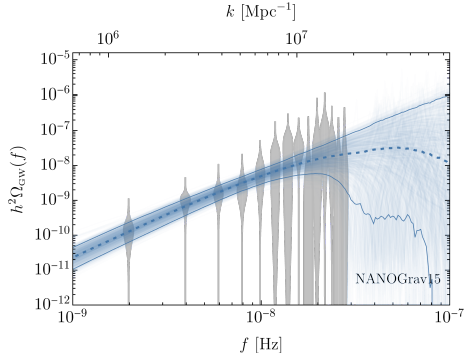 k [Mpc⁻¹]
10⁶ 10⁷
10⁻⁵
10⁻⁶
10⁻⁷
10⁻⁸
10⁻⁹
10⁻¹⁰
10⁻¹¹
10⁻¹²
h²Ω_GW(f)
NANOGrav15
10⁻⁹ 10⁻⁸ 10⁻⁷
f [Hz]